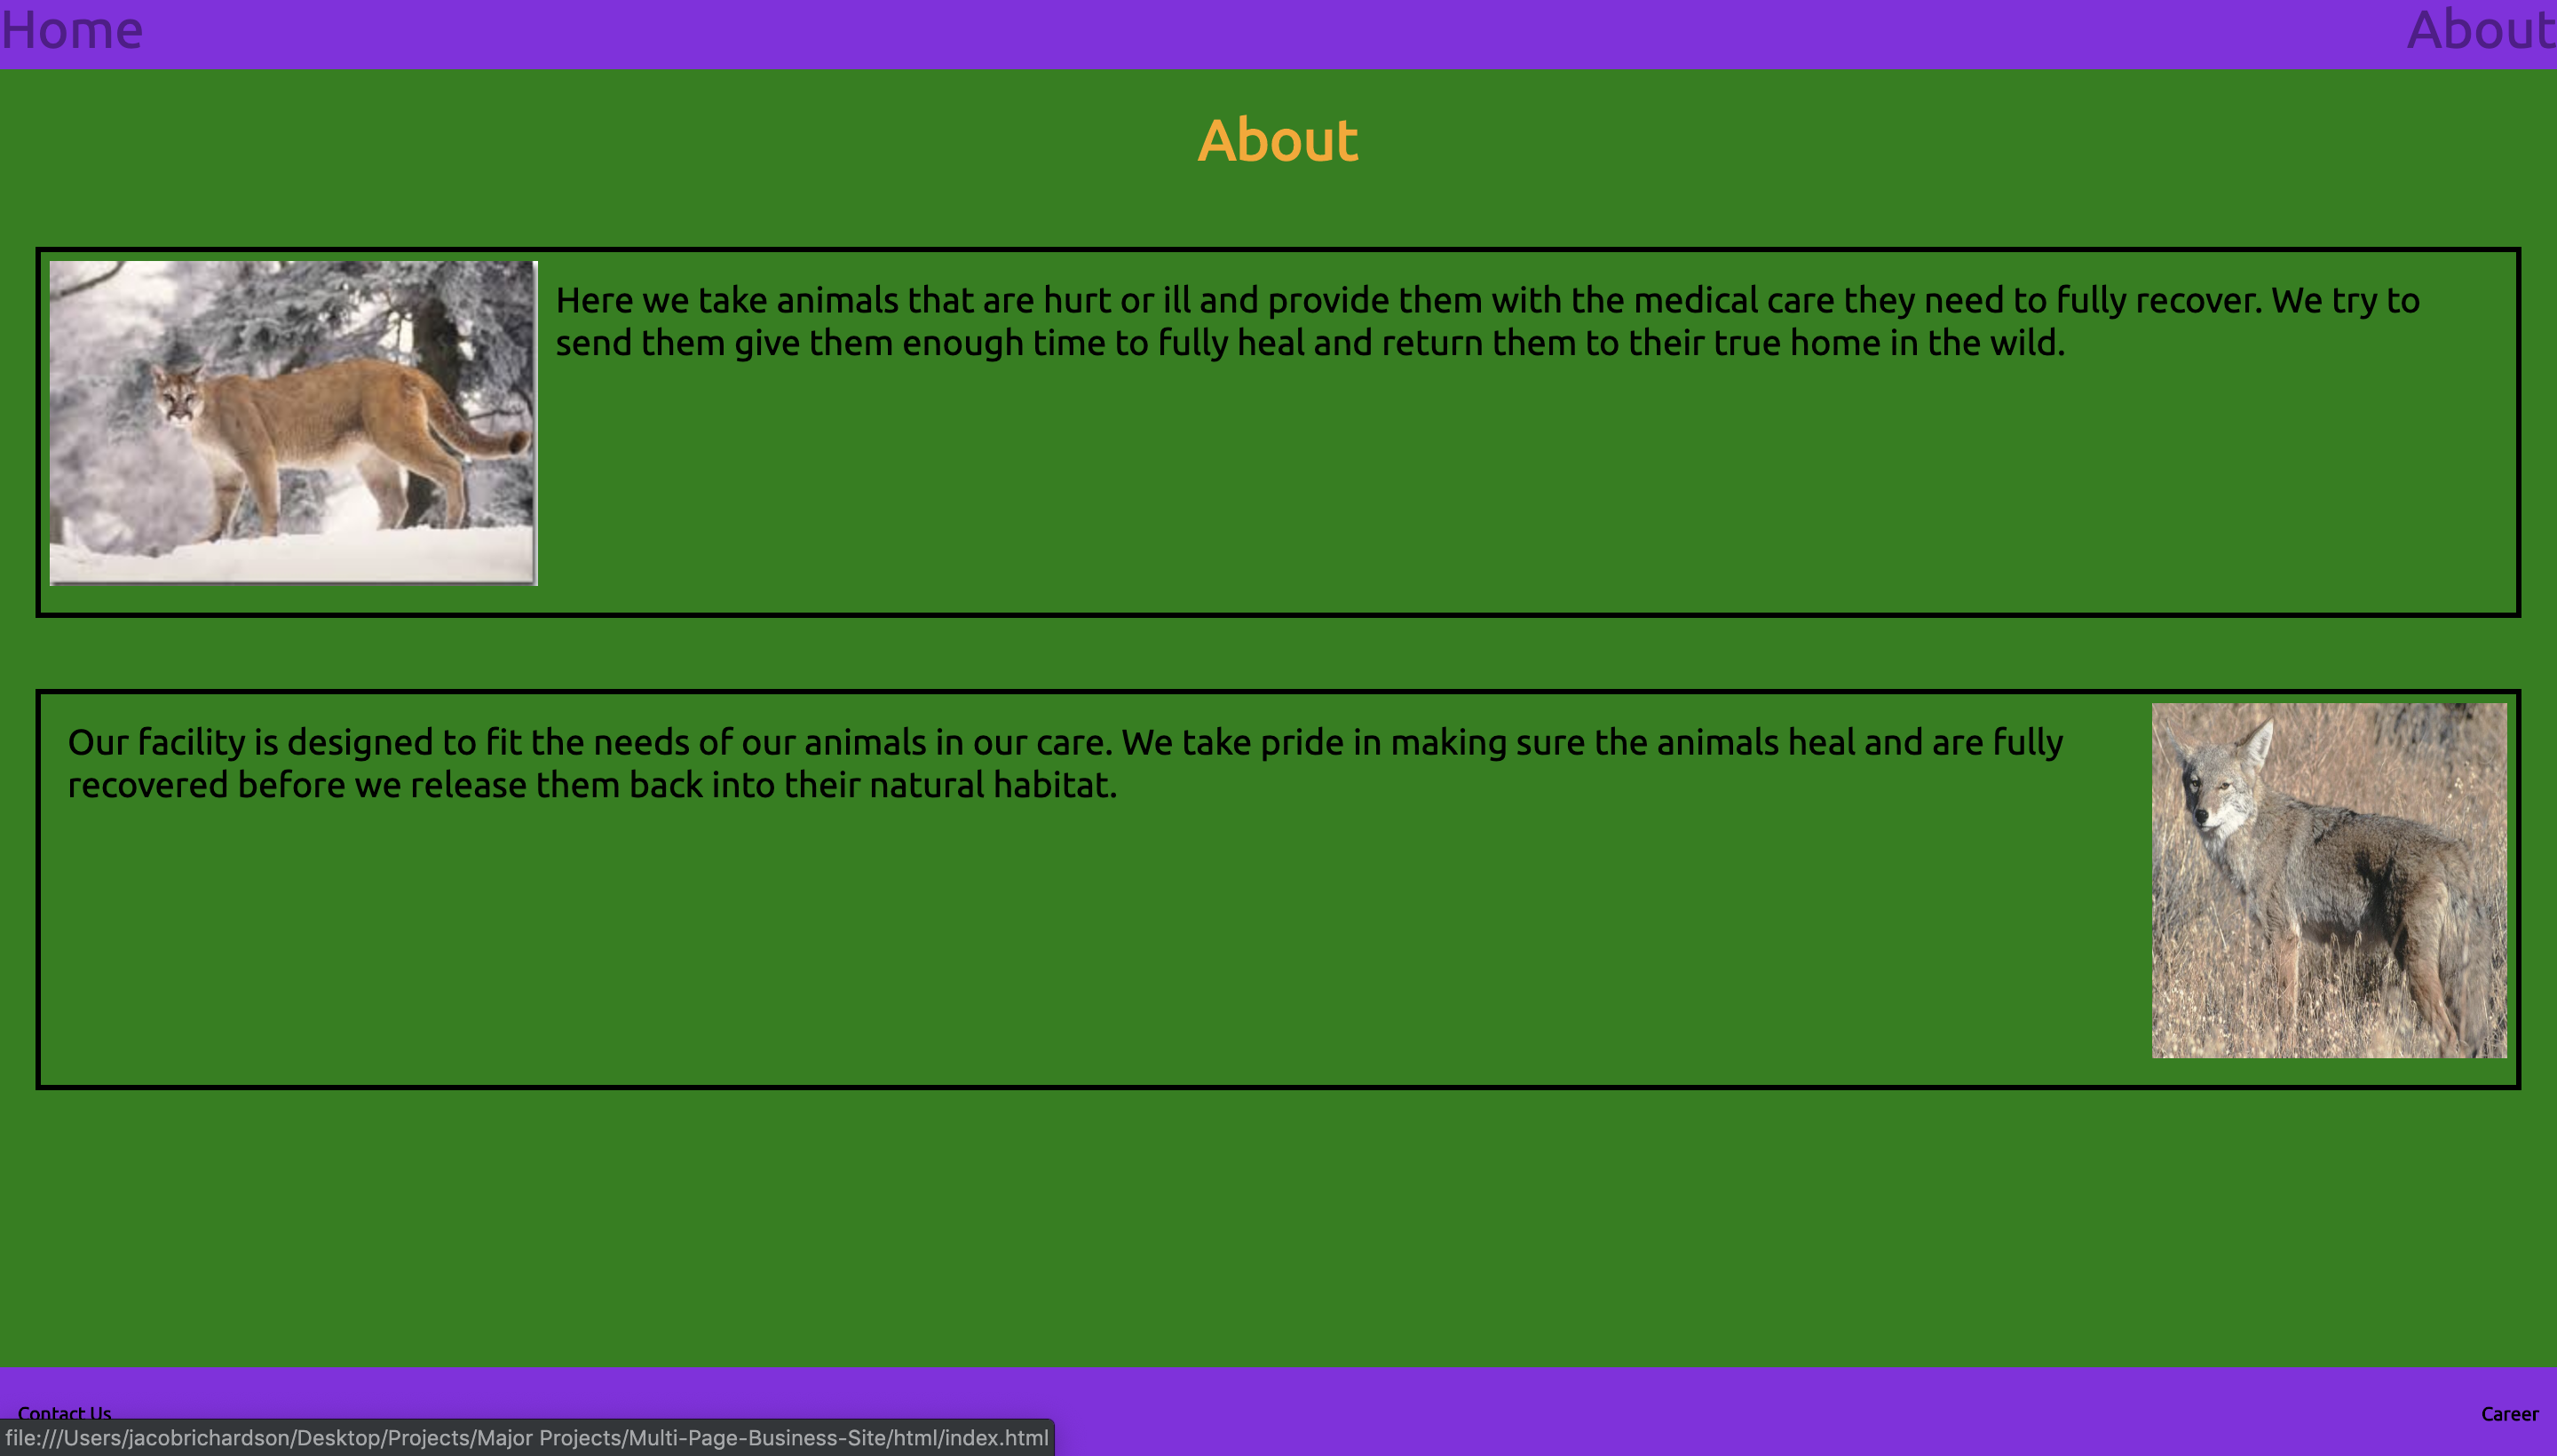 Home
About
About
Here we take animals that are hurt or ill and provide them with the medical care they need to fully recover. We try to
send them give them enough time to fully heal and return them to their true home in the wild.
Our facility is designed to fit the needs of our animals in our care. We take pride in making sure the animals heal and are fully
recovered before we release them back into their natural habitat.
Contact Us
Career
file:///Users/jacobrichardson/Desktop/Projects/Major Projects/Multi-Page-Business-Site/html/index.html